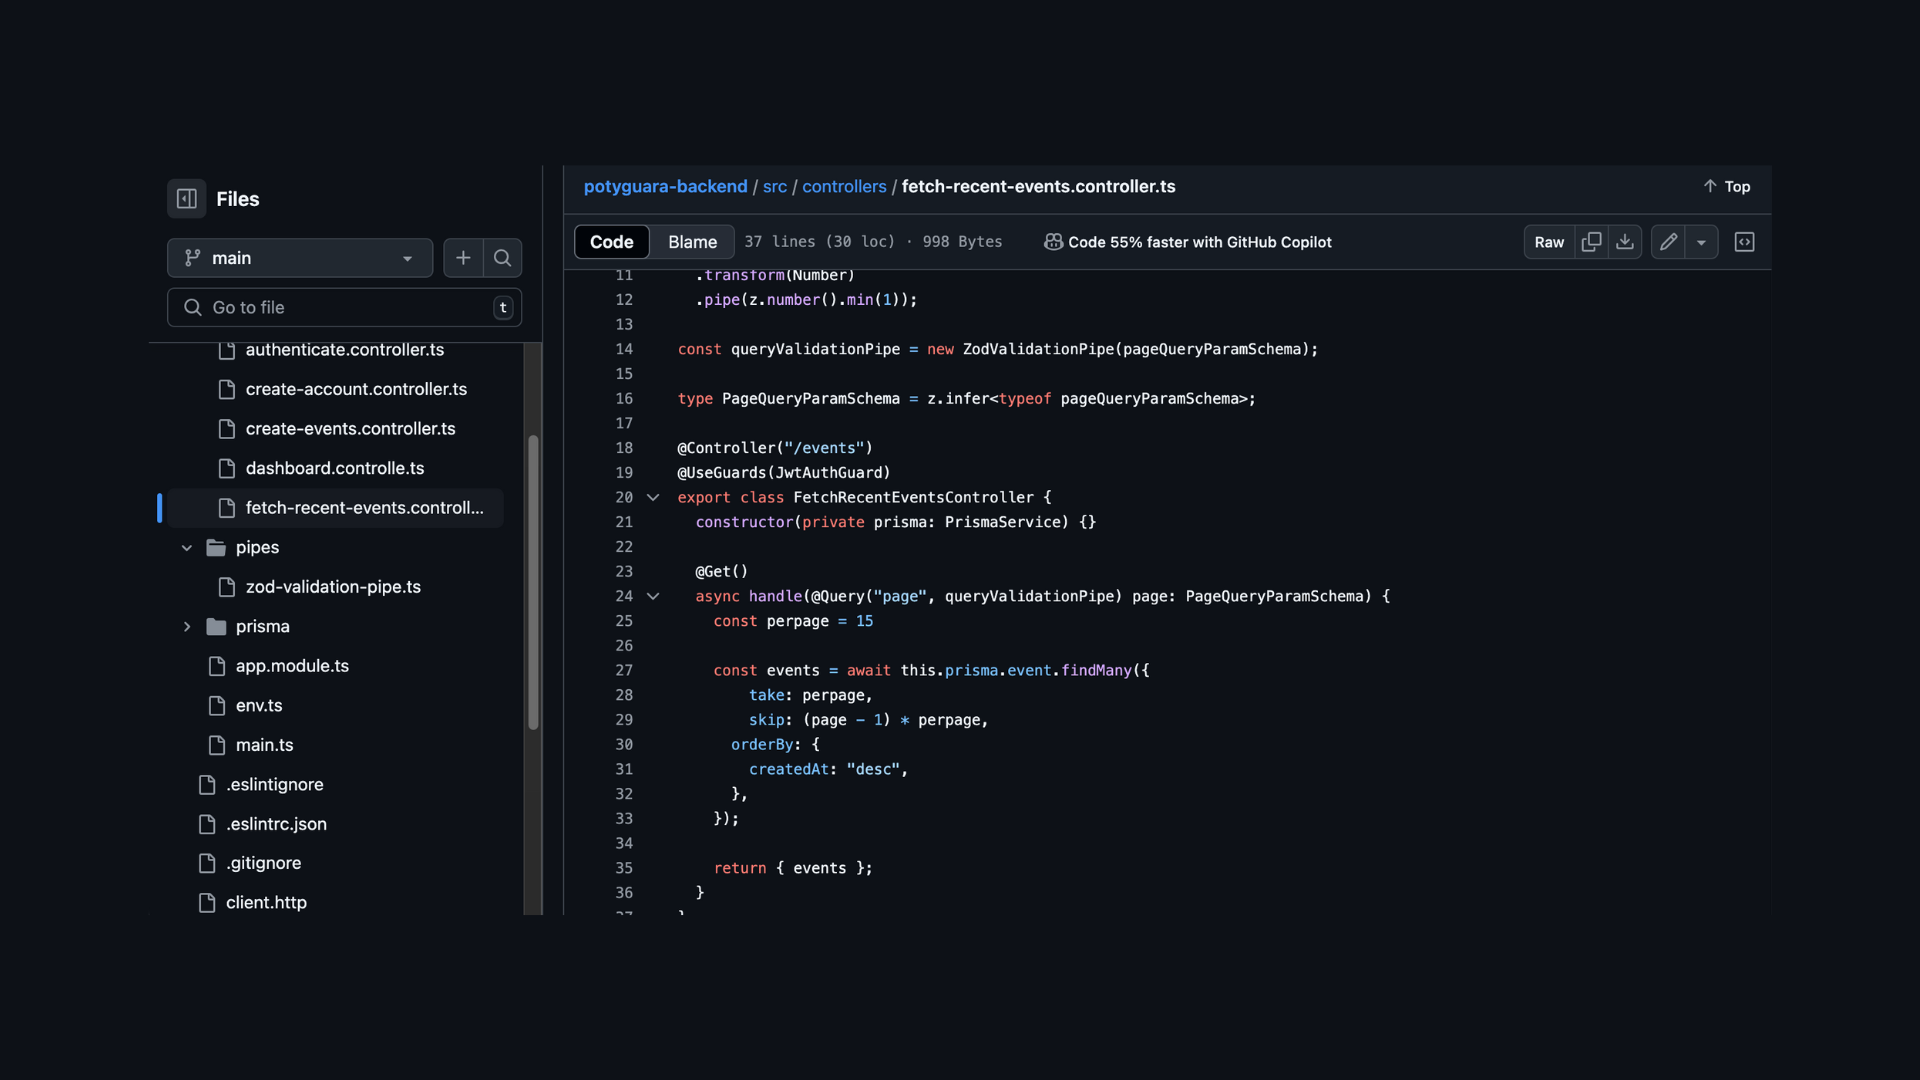 Files
main
Go to file
t
authenticate.controller.ts
create-account.controller.ts
create-events.controller.ts
dashboard.controlle.ts
fetch-recent-events.controll...
pipes
zod-validation-pipe.ts
prisma
app.module.ts
env.ts
main.ts
.eslintignore
.eslintrc.json
.gitignore
client.http
potyguara-backend / src / controllers / fetch-recent-events.controller.ts
Top
Code Blame 37 lines (30 loc) · 998 Bytes Code 55% faster with GitHub Copilot Raw
11 .transform(Number)
12 .pipe(z.number().min(1));
13
14 const queryValidationPipe = new ZodValidationPipe(pageQueryParamSchema);
15
16 type PageQueryParamSchema = z.infer<typeof pageQueryParamSchema>;
17
18 @Controller("/events")
19 @UseGuards(JwtAuthGuard)
20 export class FetchRecentEventsController {
21 constructor(private prisma: PrismaService) {}
22
23 @Get()
24 async handle(@Query("page", queryValidationPipe) page: PageQueryParamSchema) {
25 const perpage = 15
26
27 const events = await this.prisma.event.findMany({
28 take: perpage,
29 skip: (page - 1) * perpage,
30 orderBy: {
31 createdAt: "desc",
32 },
33 });
34
35 return { events };
36 }
37 }